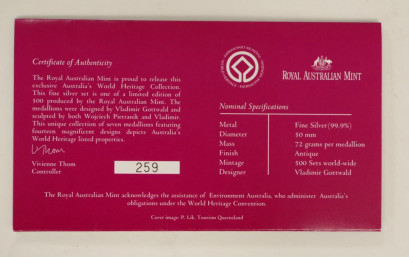 Certificate of Authenticity
The Royal Australian Mint is proud to release this
exclusive Australia's World Heritage Collection.
This fine silver set is one of a limited edition of
500 produced by the Royal Australian Mint. The
medallions were designed by Vladimir Gottwald and
sculpted by both Wojciech Pietranik and Vladimir.
This unique collection of seven medallions featuring
fourteen magnificent designs depicts Australia's
World Heritage listed properties.
Vivienne Thom
Controller
259
ROYAL AUSTRALIAN MINT
Nominal Specifications
Metal Fine Silver(99.9%)
Diameter 50 mm
Mass 72 grams per medallion
Finish Antique
Mintage 500 Sets world-wide
Designer Vladimir Gottwald
The Royal Australian Mint acknowledges the assistance of Environment Australia, who administer Australia's
obligations under the World Heritage Convention.
Cover image: P. Lik. Tourism Queensland